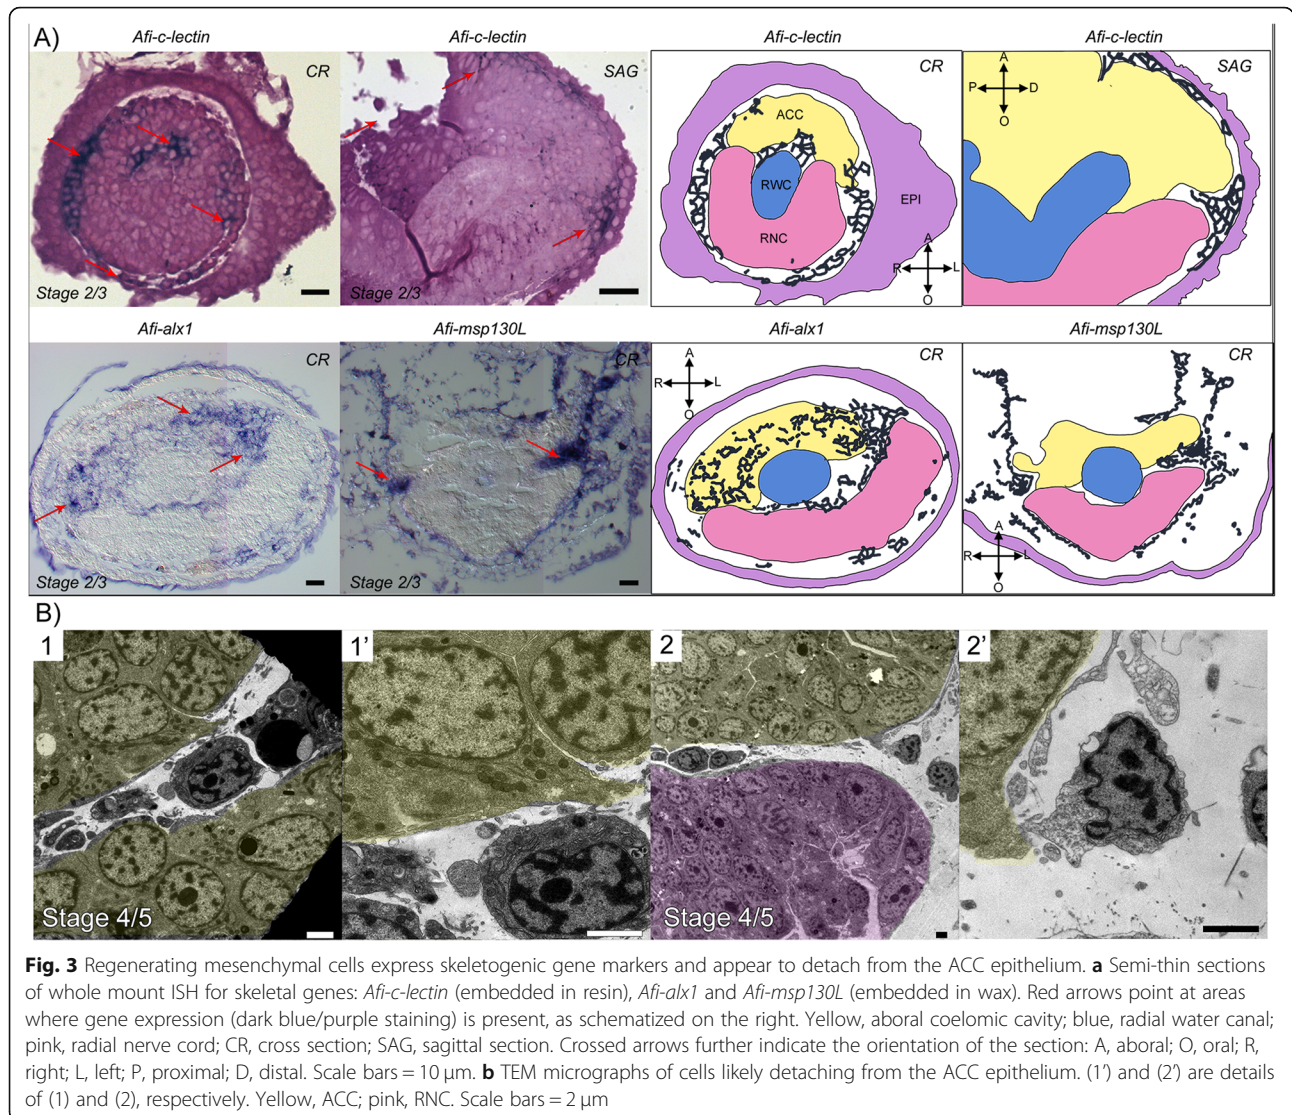 A)
Afi-c-lectin
Afi-c-lectin
Afi-c-lectin
Afi-c-lectin
CR
Stage 2/3
SAG
Stage 2/3
CR
ACC
RWC
RNC
EPI
A
R
L
O
SAG
A
P
D
O
Afi-alx1
Afi-msp130L
Afi-alx1
Afi-msp130L
CR
Stage 2/3
CR
Stage 2/3
CR
A
R
L
O
CR
A
R
L
O
B)
1
Stage 4/5
1'
2
Stage 4/5
2'
Fig. 3 Regenerating mesenchymal cells express skeletogenic gene markers and appear to detach from the ACC epithelium. a Semi-thin sections
of whole mount ISH for skeletal genes: Afi-c-lectin (embedded in resin), Afi-alx1 and Afi-msp130L (embedded in wax). Red arrows point at areas
where gene expression (dark blue/purple staining) is present, as schematized on the right. Yellow, aboral coelomic cavity; blue, radial water canal;
pink, radial nerve cord; CR, cross section; SAG, sagittal section. Crossed arrows further indicate the orientation of the section: A, aboral; O, oral; R,
right; L, left; P, proximal; D, distal. Scale bars = 10 μm. b TEM micrographs of cells likely detaching from the ACC epithelium. (1') and (2') are details
of (1) and (2), respectively. Yellow, ACC; pink, RNC. Scale bars = 2 μm